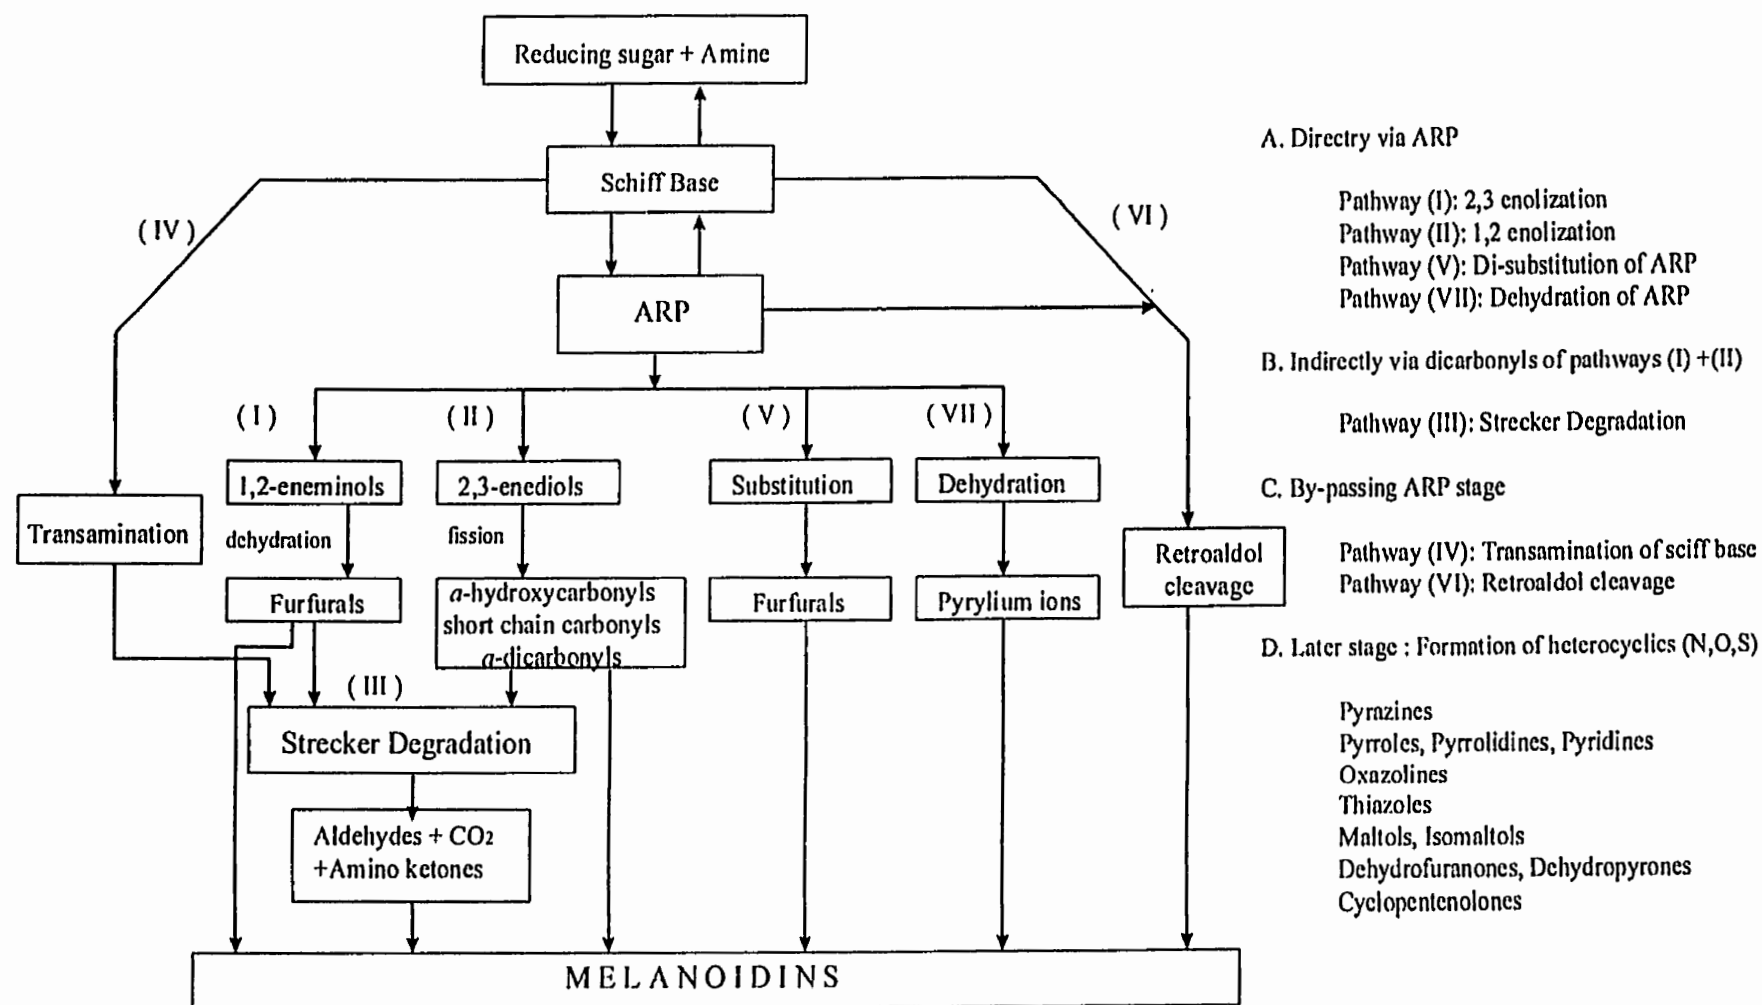 Reducing sugar + Amine
Schiff Base
ARP
( IV )
( VI )
( I )
( II )
( V )
( VII )
1,2-eneminols
2,3-enediols
Substitution
Dehydration
Transamination
dehydration
fission
Retroaldol
cleavage
Furfurals
a-hydroxycarbonyls
short chain carbonyls
a-dicarbonyls
Furfurals
Pyrylium ions
( III )
Strecker Degradation
Aldehydes + CO2
+Amino ketones
MELANOIDINS
A. Directry via ARP
Pathway (I): 2,3 enolization
Pathway (II): 1,2 enolization
Pathway (V): Di-substitution of ARP
Pathway (VII): Dehydration of ARP
B. Indirectly via dicarbonyls of pathways (I) +(II)
Pathway (III): Strecker Degradation
C. By-passing ARP stage
Pathway (IV): Transamination of sciff base
Pathway (VI): Retroaldol cleavage
D. Later stage : Formation of heterocyclics (N,O,S)
Pyrazines
Pyrroles, Pyrrolidines, Pyridines
Oxazolines
Thiazoles
Maltols, Isomaltols
Dehydrofuranones, Dehydropyrones
Cyclopentenolones